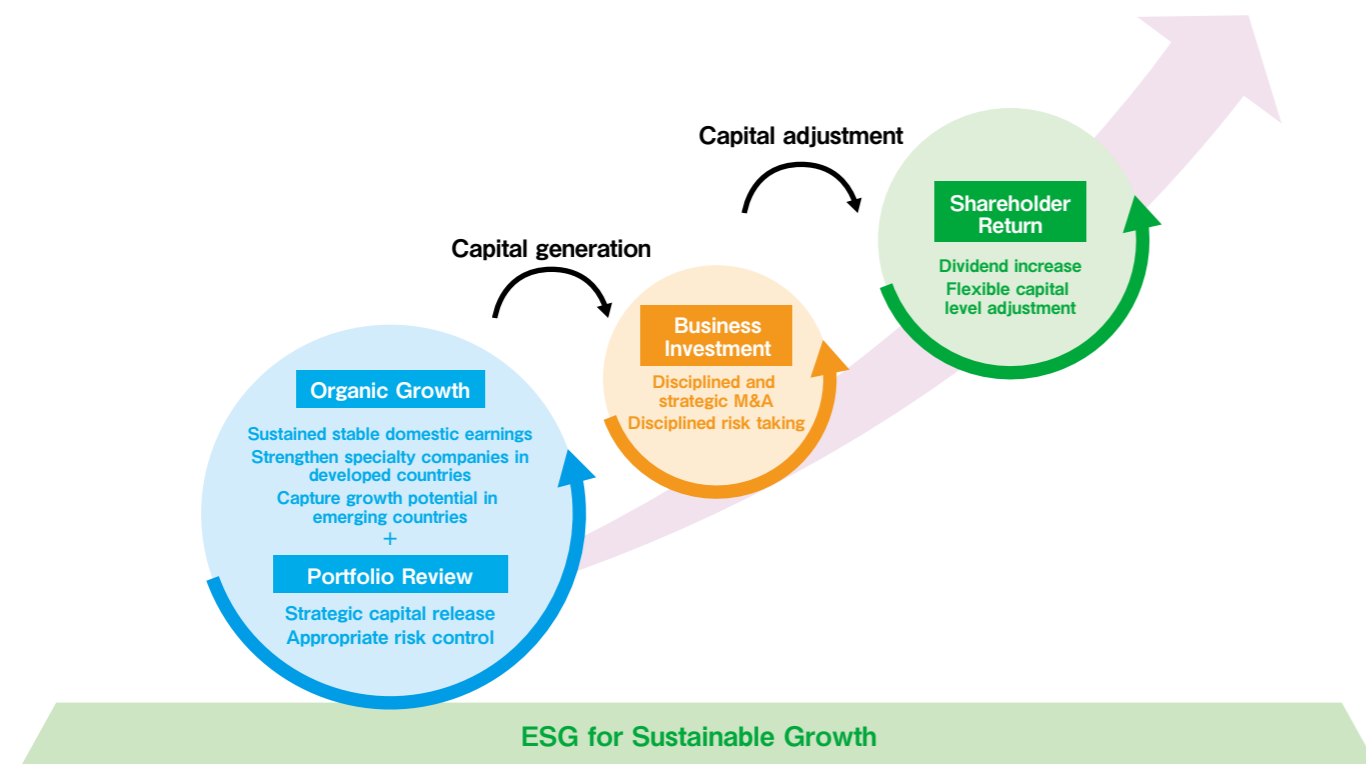 Capital adjustment
Shareholder
Return
Dividend increase
Flexible capital
level adjustment
Capital generation
Business
Investment
Disciplined and
strategic M&A
Disciplined risk taking
Organic Growth
Sustained stable domestic earnings
Strengthen specialty companies in
developed countries
Capture growth potential in
emerging countries
+
Portfolio Review
Strategic capital release
Appropriate risk control
ESG for Sustainable Growth